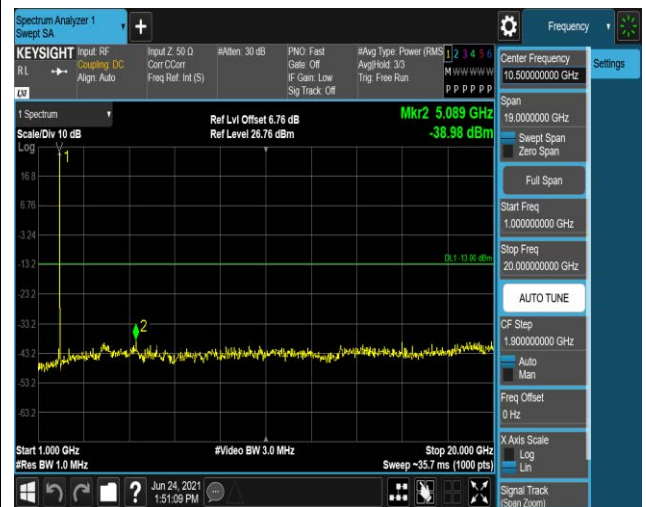 Spectrum Analyzer 1
Swept SA
+
Frequency
KEYSIGHT
RL
LXI
Input: RF
Coupling: DC
Align: Auto
Input Z: 50 Ω
Corr CCorr
Freq Ref: Int (S)
#Atten: 30 dB
PNO: Fast
Gate: Off
IF Gain: Low
Sig Track: Off
#Avg Type: Power (RMS
Avg|Hold: 3/3
Trig: Free Run
1 2 3 4 5 6
M W W W W W
P P P P P P
Center Frequency
10.500000000 GHz
Settings
Span
19.0000000 GHz
Swept Span
Zero Span
Full Span
Start Freq
1.000000000 GHz
Stop Freq
20.000000000 GHz
AUTO TUNE
CF Step
1.900000000 GHz
Auto
Man
Freq Offset
0 Hz
X Axis Scale
Log
Lin
Signal Track
(Span Zoom)
1 Spectrum
Scale/Div 10 dB
Log
Ref Lvl Offset 6.76 dB
Ref Level 26.76 dBm
Mkr2 5.089 GHz
-38.98 dBm
1
16.8
6.76
-3.24
-13.2
DL1 -13.00 dBm
-23.2
-33.2
2
-43.2
-53.2
-63.2
Start 1.000 GHz
#Res BW 1.0 MHz
#Video BW 3.0 MHz
Stop 20.000 GHz
Sweep ~35.7 ms (1000 pts)
?
Jun 24, 2021
1:51:09 PM